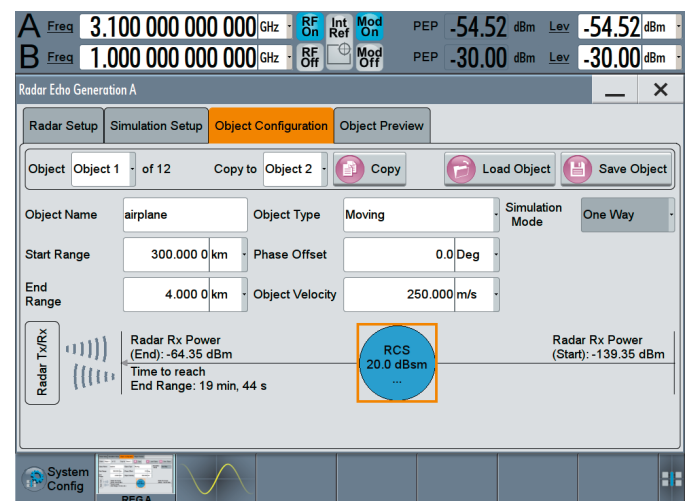 A Freq 3.100 000 000 000 GHz RF On Int Ref Mod On PEP -54.52 dBm Lev -54.52 dBm
B Freq 1.000 000 000 000 GHz RF Off Mod Off PEP -30.00 dBm Lev -30.00 dBm
Radar Echo Generation A
Radar Setup Simulation Setup Object Configuration Object Preview
Object Object 1 of 12 Copy to Object 2 Copy Load Object Save Object
Object Name airplane Object Type Moving Simulation Mode One Way
Start Range 300.000 0 km Phase Offset 0.0 Deg
End Range 4.000 0 km Object Velocity 250.000 m/s
Radar Tx/Rx
Radar Rx Power
(End): -64.35 dBm
Time to reach
End Range: 19 min, 44 s
RCS
20.0 dBsm
...
Radar Rx Power
(Start): -139.35 dBm
System
Config
REG A